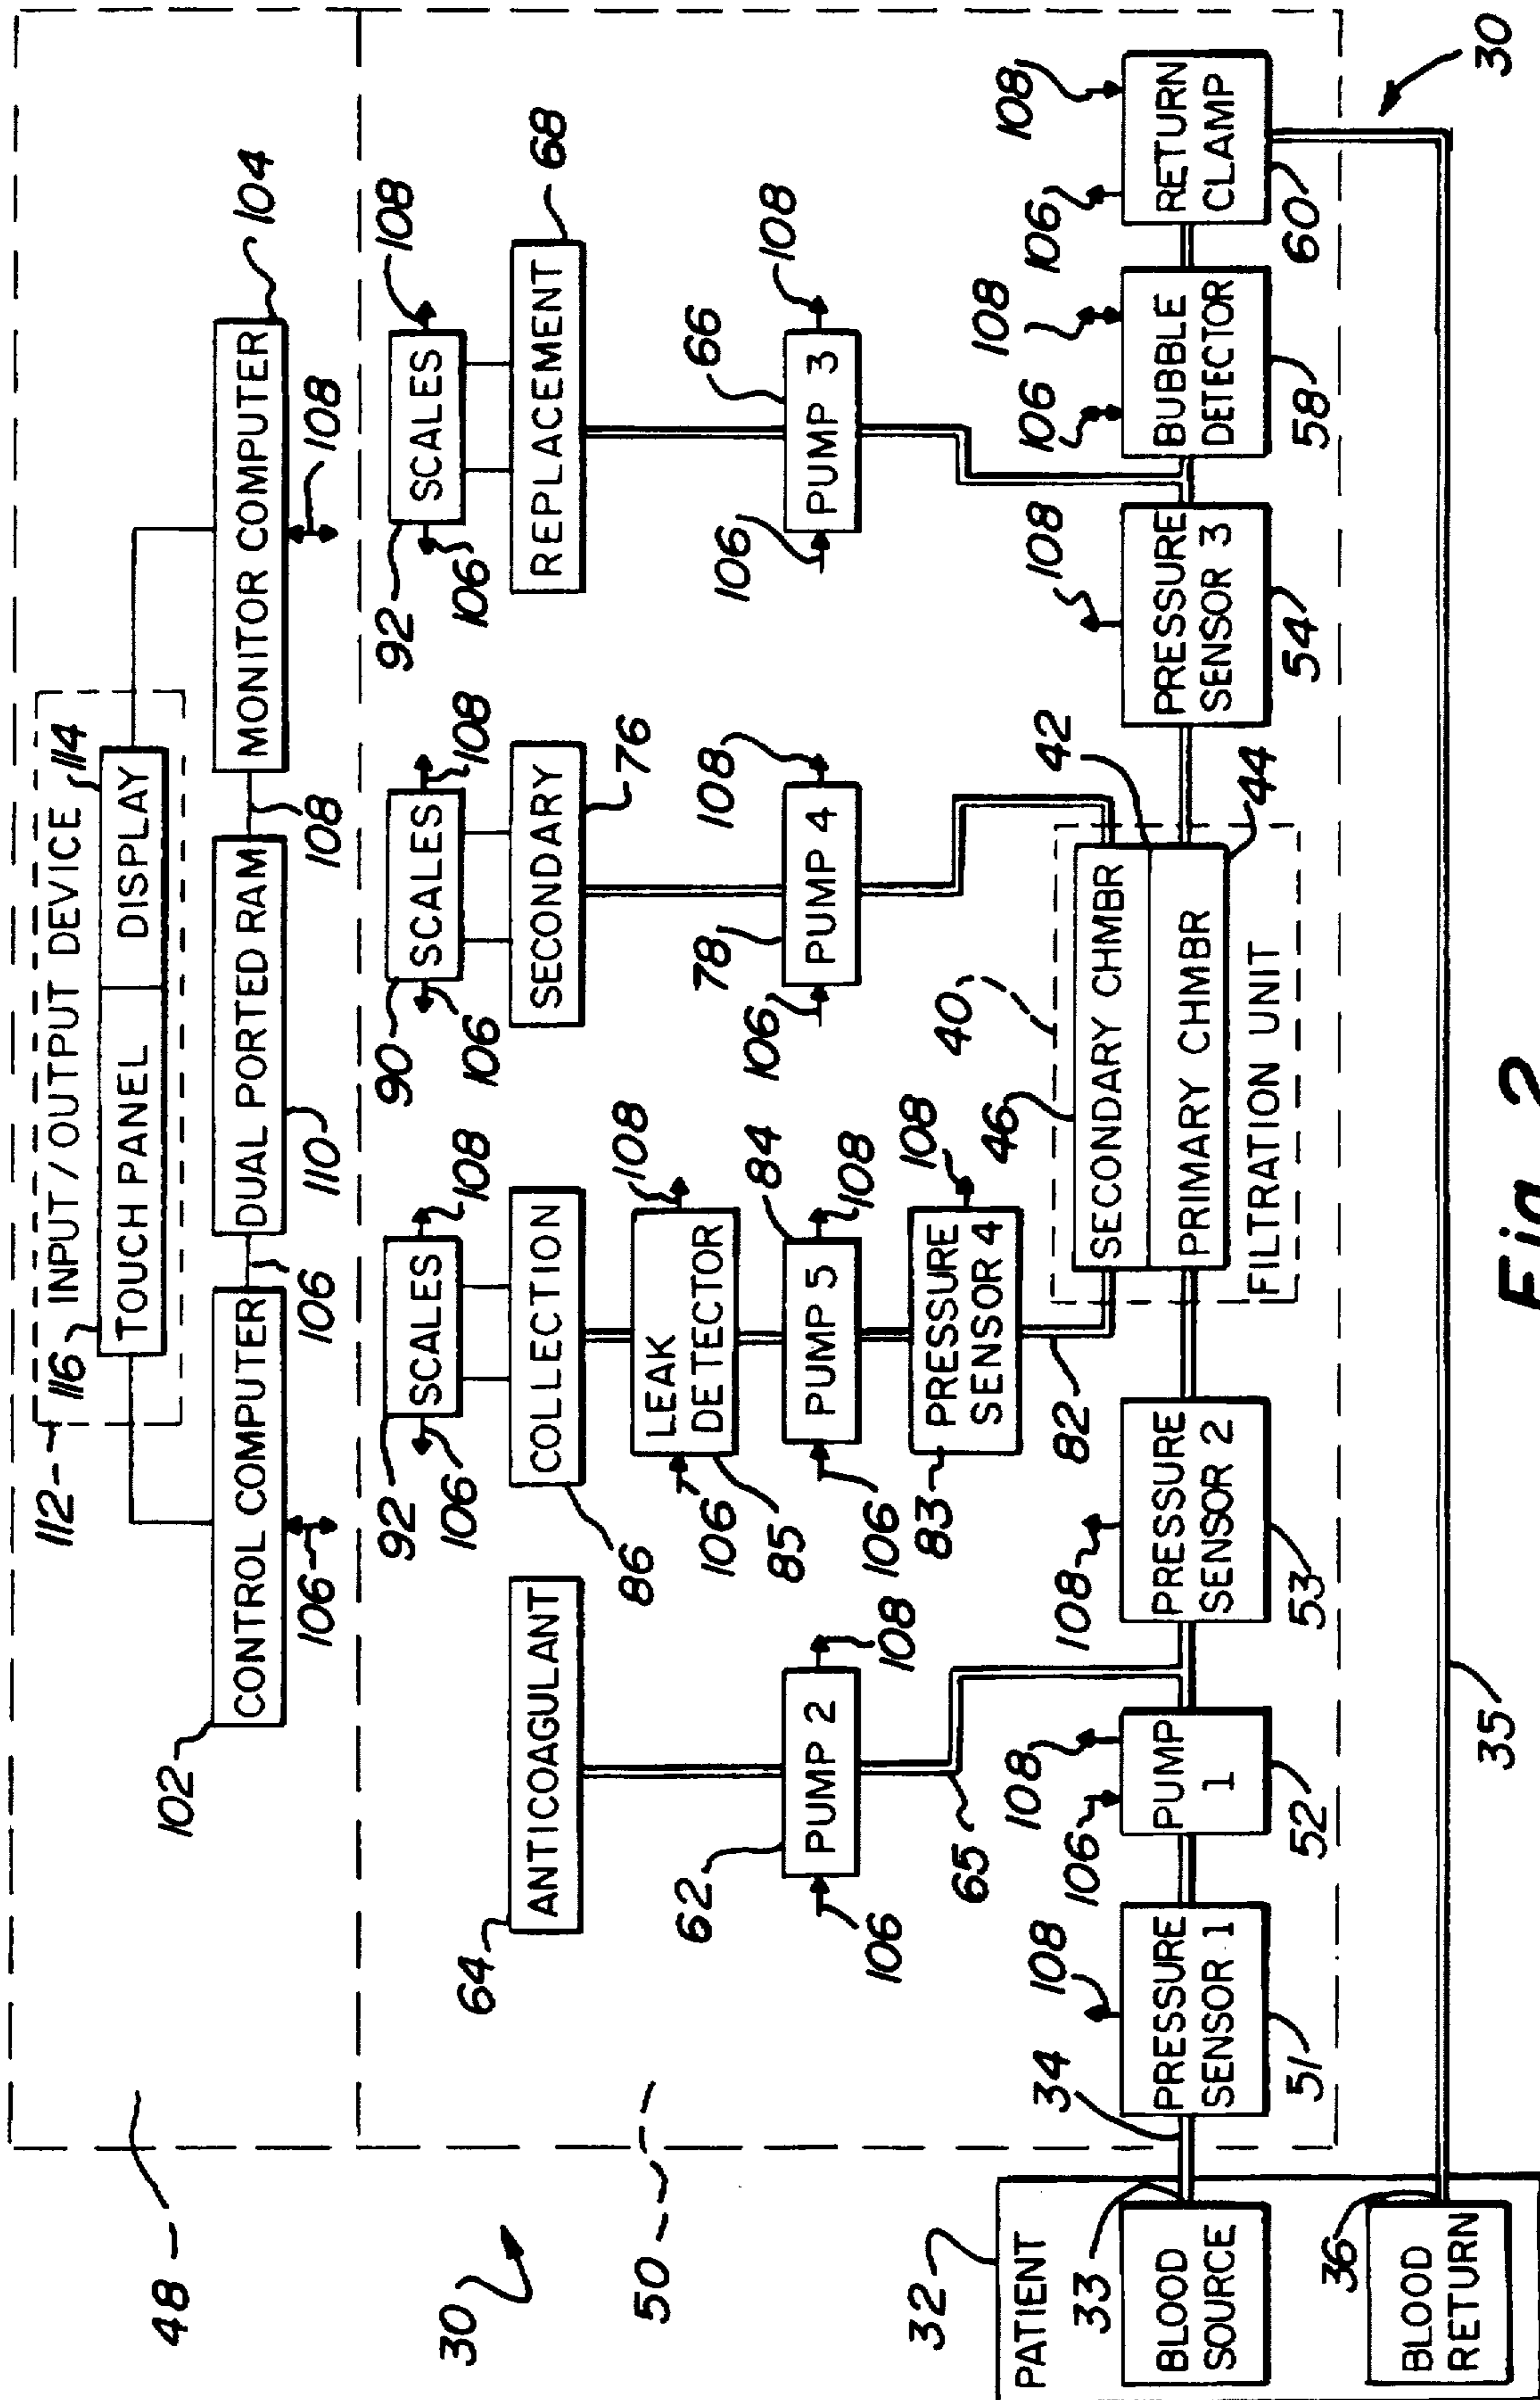 112
116
INPUT / OUTPUT DEVICE
114
TOUCH PANEL
DISPLAY
48
102
CONTROL COMPUTER
106
DUAL PORTED RAM
108
MONITOR COMPUTER
104
106
110
108
30
50
92
SCALES
108
106
90
SCALES
108
106
92
SCALES
108
106
64
ANTICOAGULANT
COLLECTION
86
SECONDARY
76
REPLACEMENT
68
LEAK
DETECTOR
108
106
85
62
PUMP 2
106
108
65
PUMP 5
84
106
108
78
PUMP 4
106
108
66
PUMP 3
106
108
PRESSURE
SENSOR 4
83
108
82
40
46
SECONDARY CHMBR
42
PRIMARY CHMBR
44
FILTRATION UNIT
32
PATIENT
33
BLOOD
SOURCE
34
PRESSURE
SENSOR 1
108
51
PUMP
1
106
108
52
PRESSURE
SENSOR 2
108
53
PRESSURE
SENSOR 3
108
54
BUBBLE
DETECTOR
106
108
58
RETURN
CLAMP
106
108
60
36
BLOOD
RETURN
35
30
Fig. 2